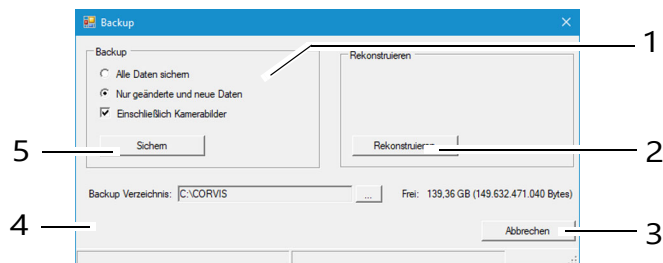 Backup
Backup
Rekonstruieren
1
Alle Daten sichern
Nur geänderte und neue Daten
Einschließlich Kamerabilder
5
Sichern
Rekonstruieren
2
Backup Verzeichnis: C:\CORVIS ... Frei: 139,36 GB (149.632.471.040 Bytes)
4
Abbrechen
3